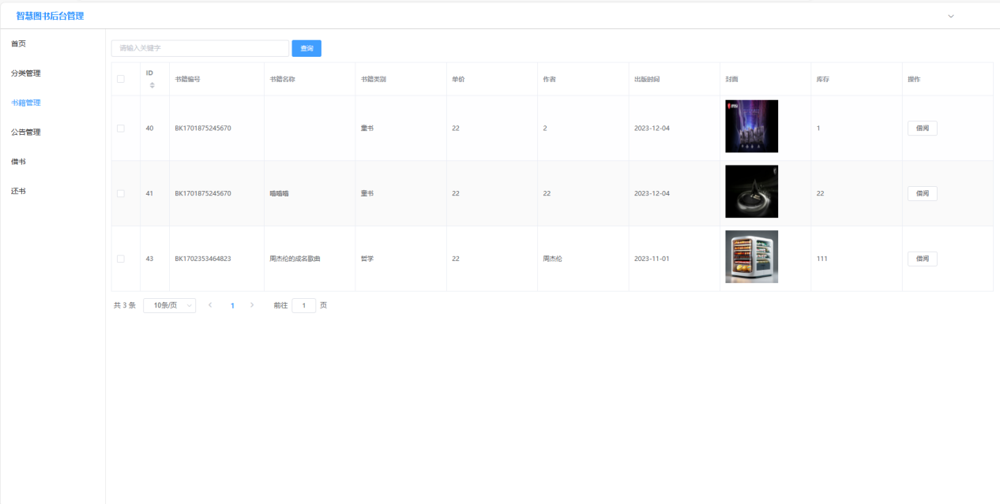 智慧图书后台管理
首页
分类管理
书籍管理
公告管理
借书
还书
请输入关键字 查询
ID 书籍编号 书籍名称 书籍类别 单价 作者 出版时间 封面 库存 操作
40 BK1701875245670 童书 22 2 2023-12-04 1 借阅
41 BK1701875245670 嘻嘻嘻 童书 22 22 2023-12-04 22 借阅
43 BK1702353464823 周杰伦的成名歌曲 哲学 22 周杰伦 2023-11-01 111 借阅
共 3 条 10条/页 1 前往 1 页